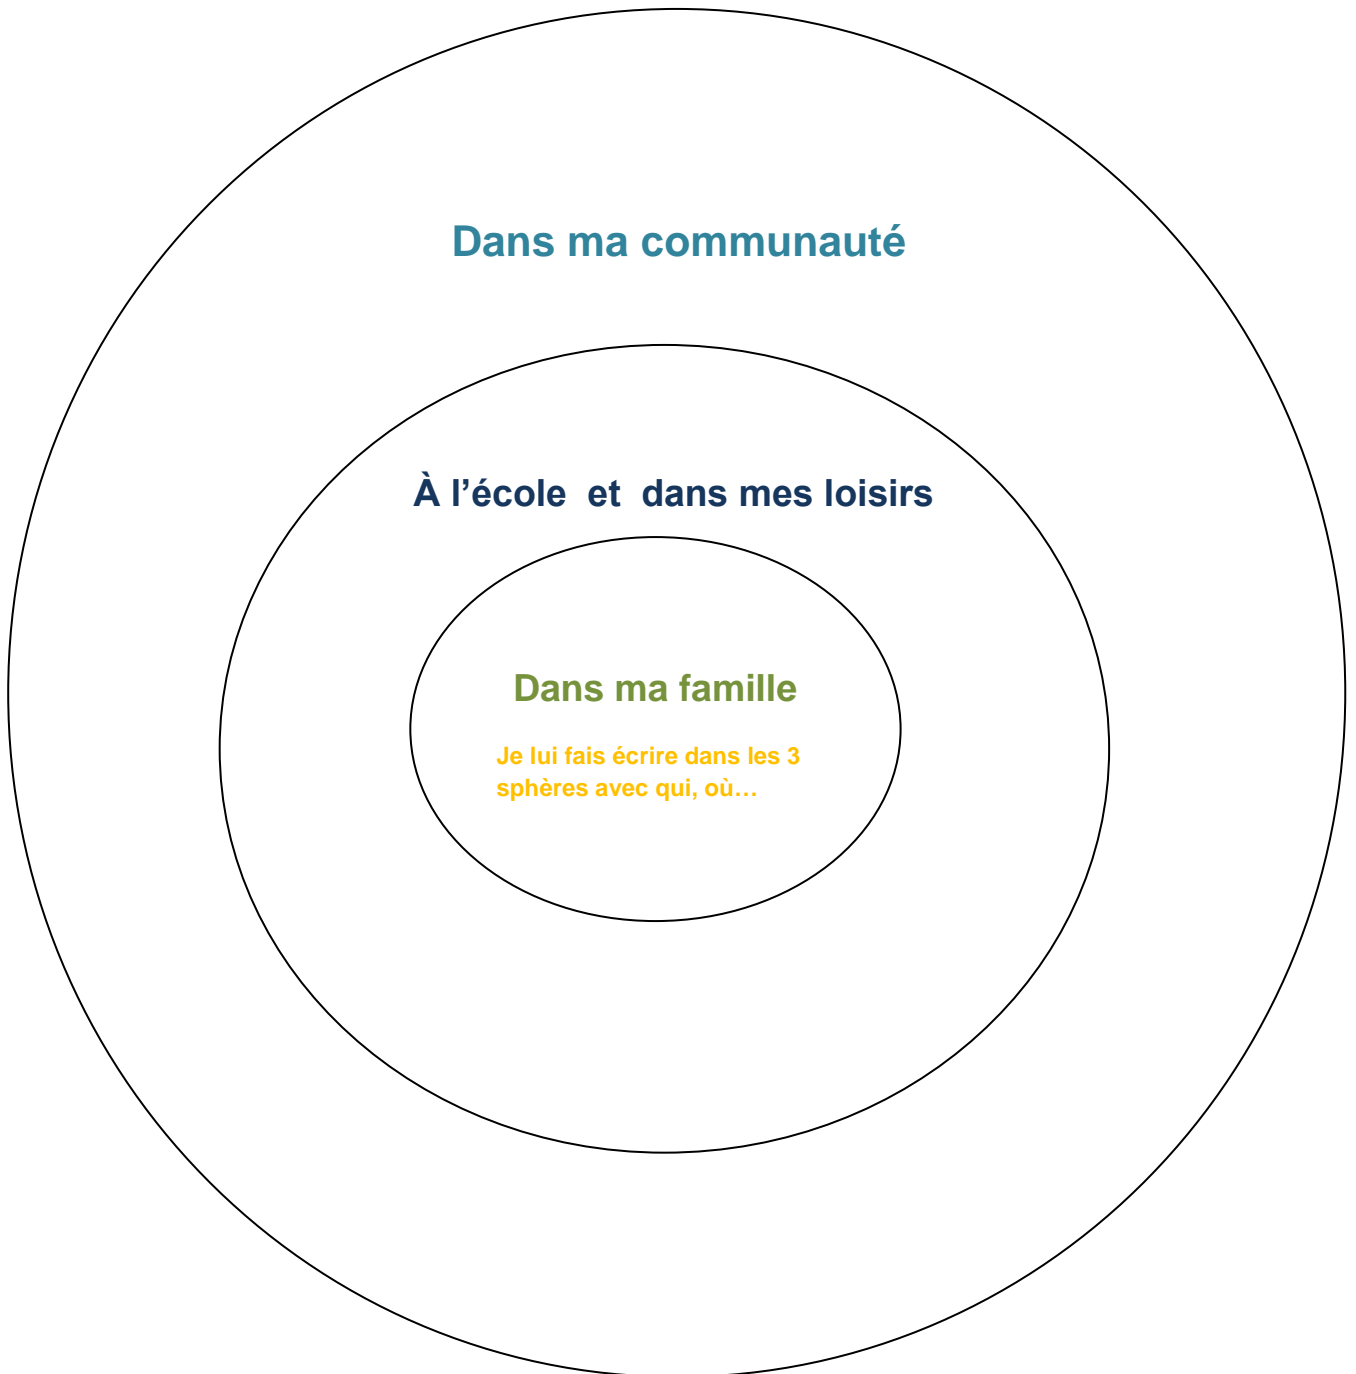 Dans ma communauté
À l’école  et  dans mes loisirs
Dans ma famille
Je lui fais écrire dans les 3
sphères avec qui, où…